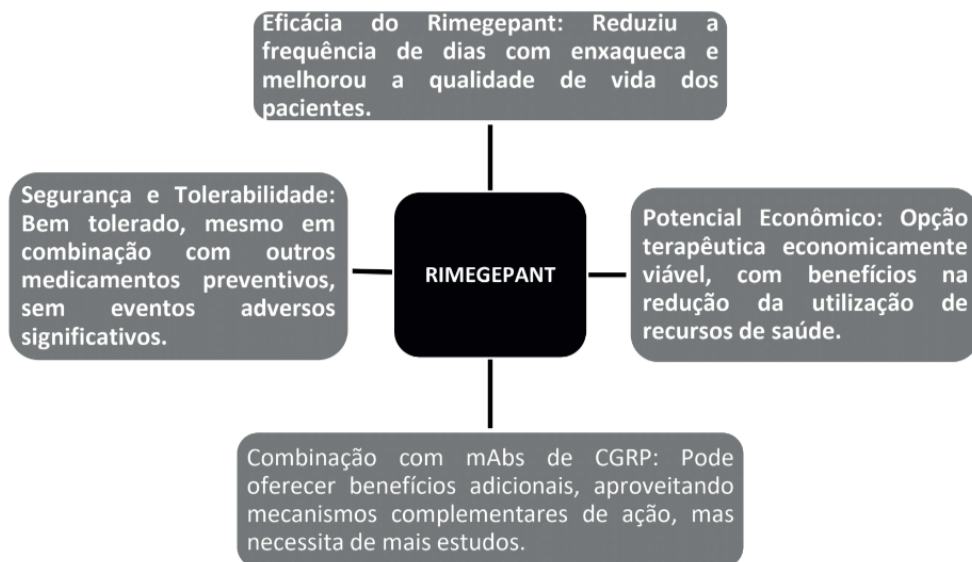 Eficácia do Rimegepant: Reduziu a
frequência de dias com enxaqueca e
melhorou a qualidade de vida dos
pacientes.
Segurança e Tolerabilidade:
Bem tolerado, mesmo em
combinação com outros
medicamentos preventivos,
sem eventos adversos
significativos.
RIMEGEPANT
Potencial Econômico: Opção
terapêutica economicamente
viável, com benefícios na
redução da utilização de
recursos de saúde.
Combinação com mAbs de CGRP: Pode
oferecer benefícios adicionais, aproveitando
mecanismos complementares de ação, mas
necessita de mais estudos.